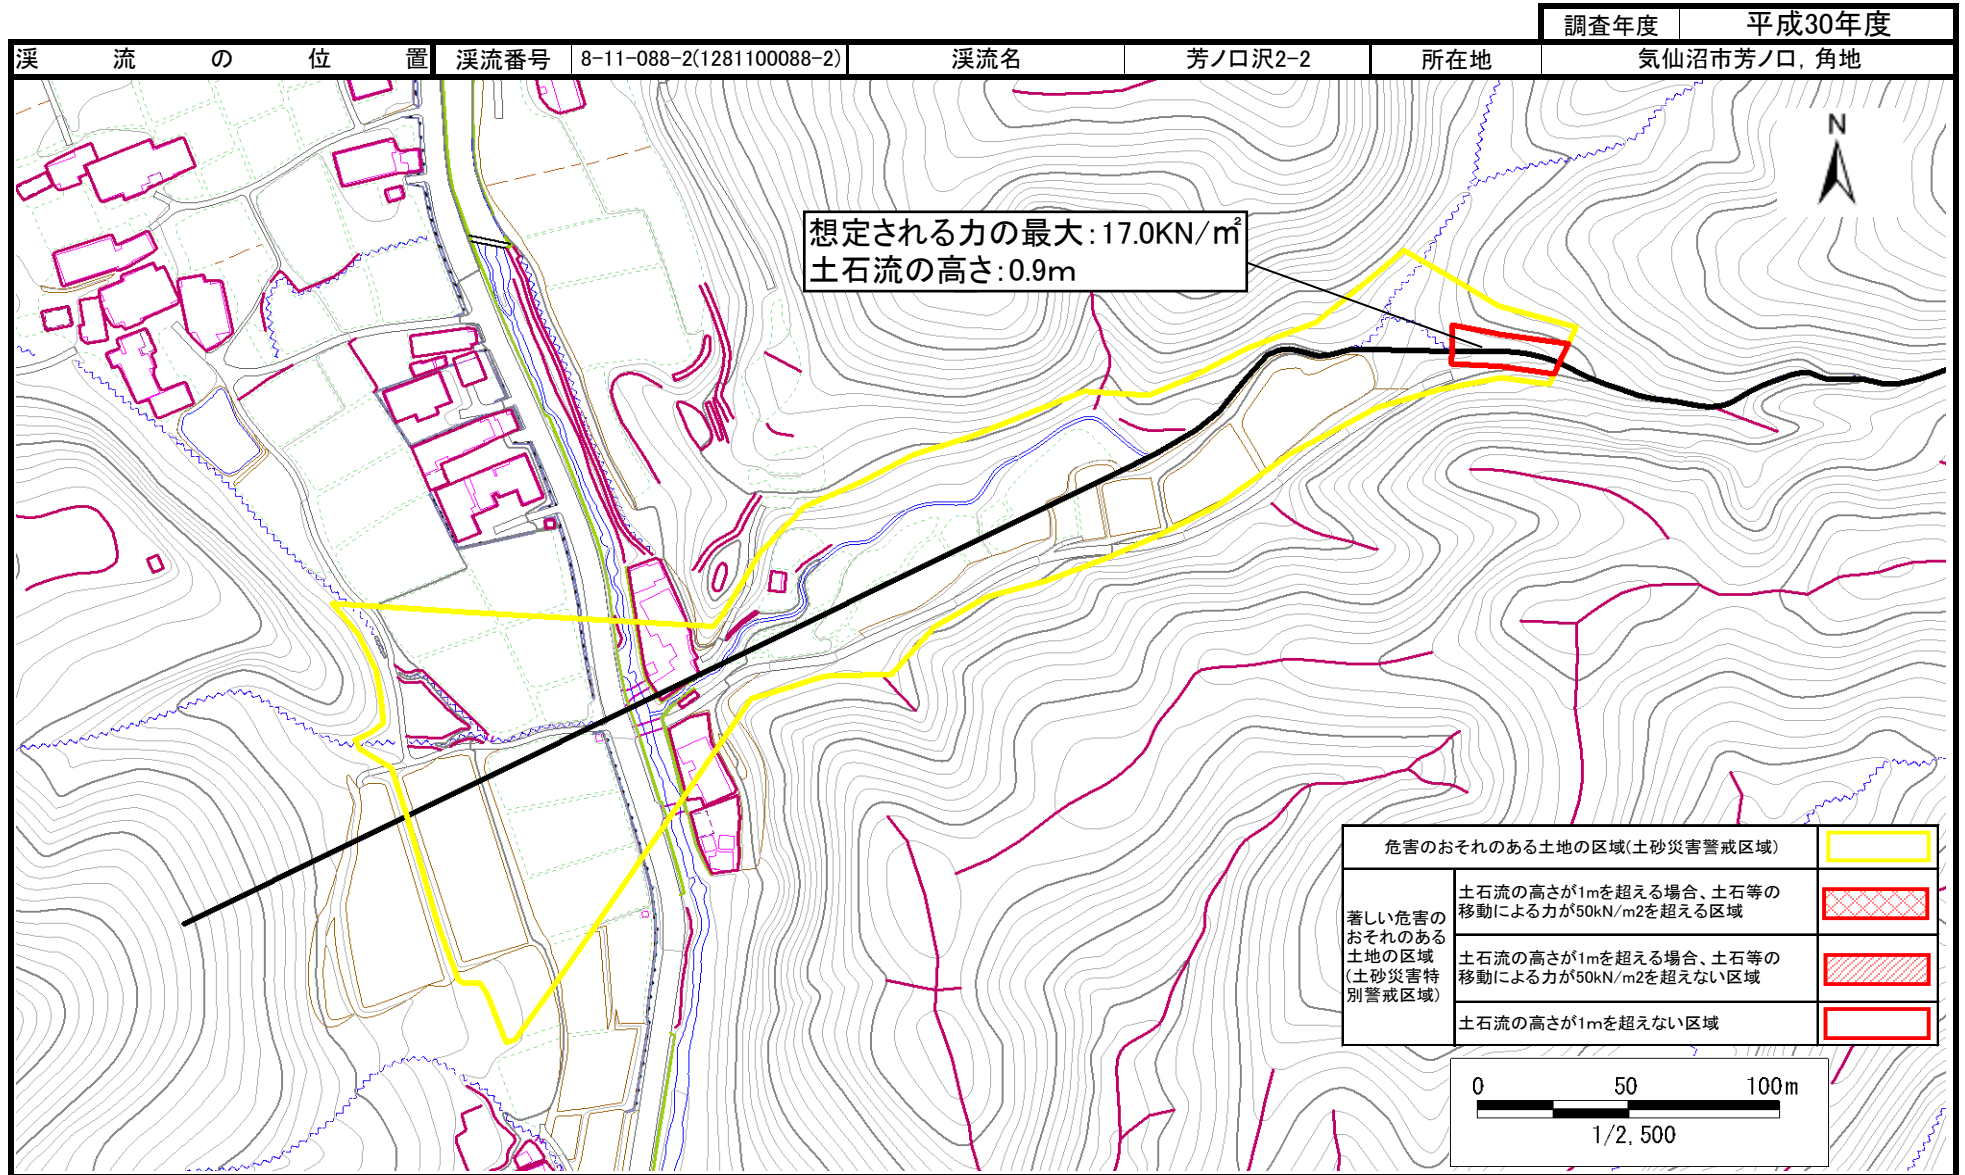 調査年度 平成30年度
渓流の位置 渓流番号 8-11-088-2(1281100088-2) 渓流名 芳ノ口沢2-2 所在地 気仙沼市芳ノ口, 角地
N
想定される力の最大:17.0KN/㎡
土石流の高さ:0.9m
危害のおそれのある土地の区域(土砂災害警戒区域)
著しい危害の
おそれのある
土地の区域
(土砂災害特
別警戒区域)
土石流の高さが1mを超える場合、土石等の
移動による力が50kN/m2を超える区域
土石流の高さが1mを超える場合、土石等の
移動による力が50kN/m2を超えない区域
土石流の高さが1mを超えない区域
0 50 100m
1/2,500